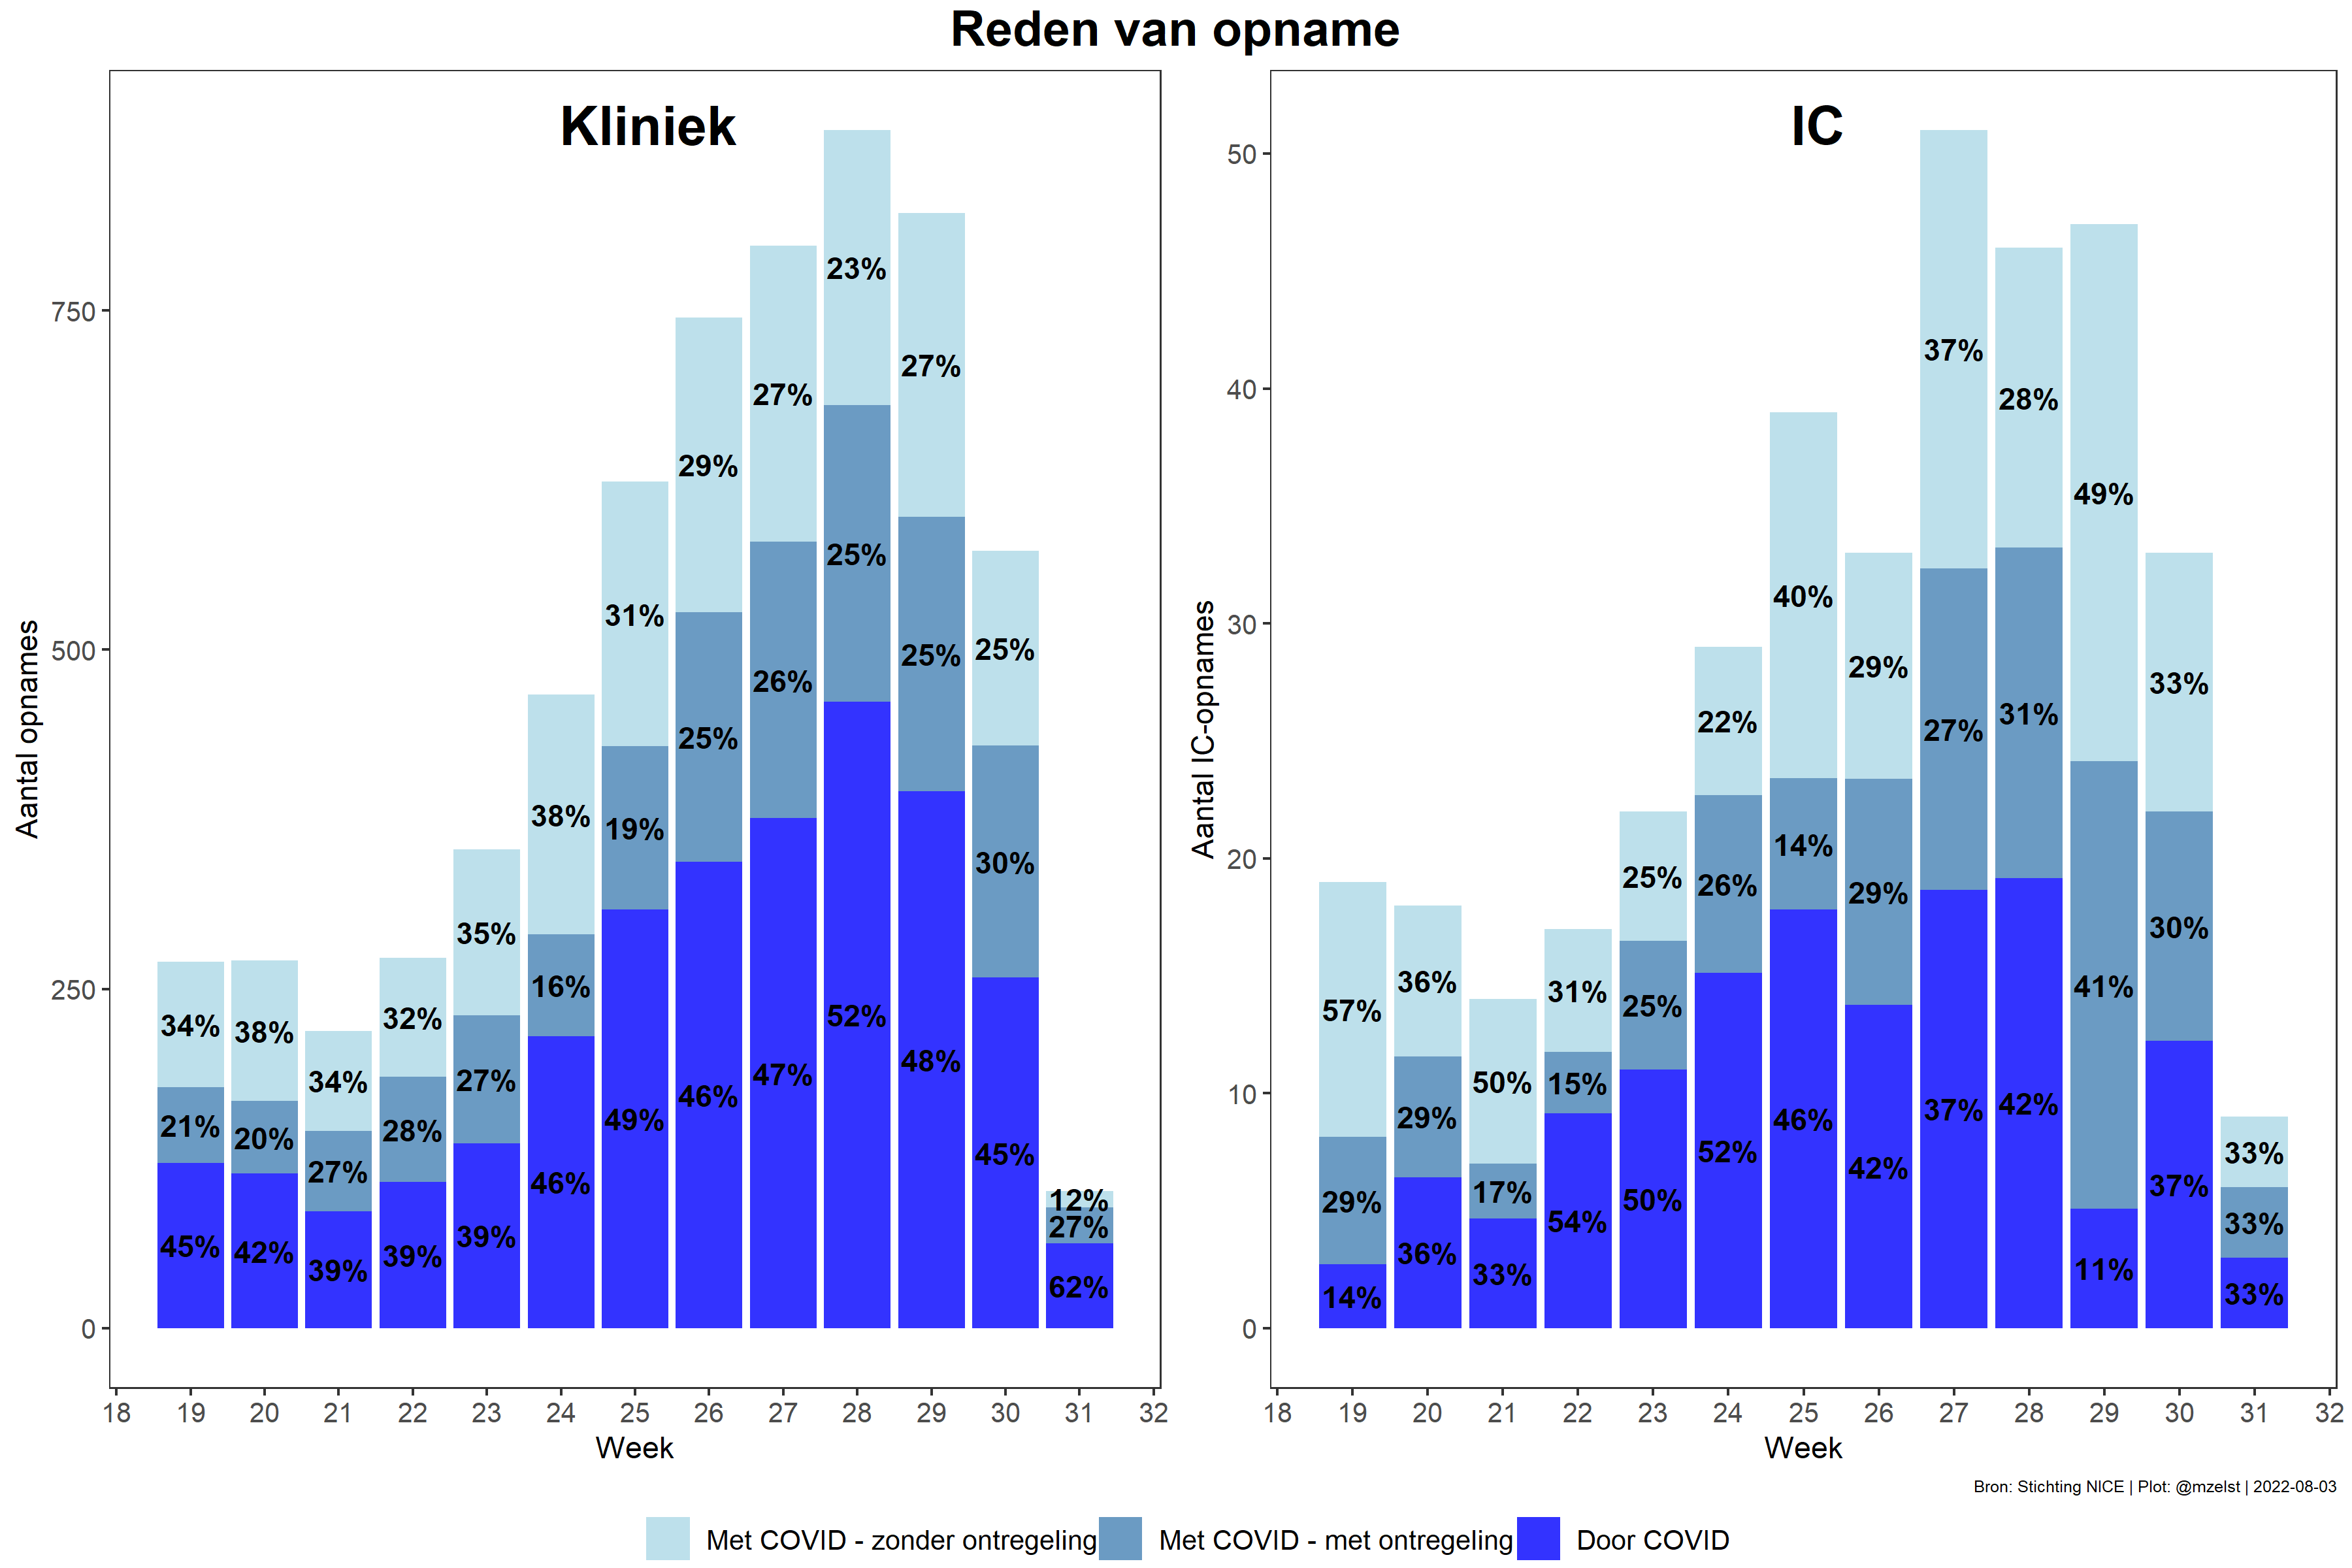 Reden van opname
Kliniek
Aantal opnames
750
500
250
0
34% 38% 34% 32% 35% 38% 31% 29% 27% 23% 27% 25% 12%
21% 20% 27% 28% 27% 16% 19% 25% 26% 25% 25% 30% 27%
45% 42% 39% 39% 39% 46% 49% 46% 47% 52% 48% 45% 62%
18 19 20 21 22 23 24 25 26 27 28 29 30 31 32
Week
IC
Aantal IC-opnames
50
40
30
20
10
0
57% 36% 50% 31% 25% 22% 40% 29% 37% 28% 49% 33% 33%
29% 29% 17% 15% 25% 26% 14% 29% 27% 31% 41% 30% 33%
14% 36% 33% 54% 50% 52% 46% 42% 37% 42% 11% 37% 33%
18 19 20 21 22 23 24 25 26 27 28 29 30 31 32
Week
Bron: Stichting NICE | Plot: @mzelst | 2022-08-03
Met COVID - zonder ontregeling Met COVID - met ontregeling Door COVID